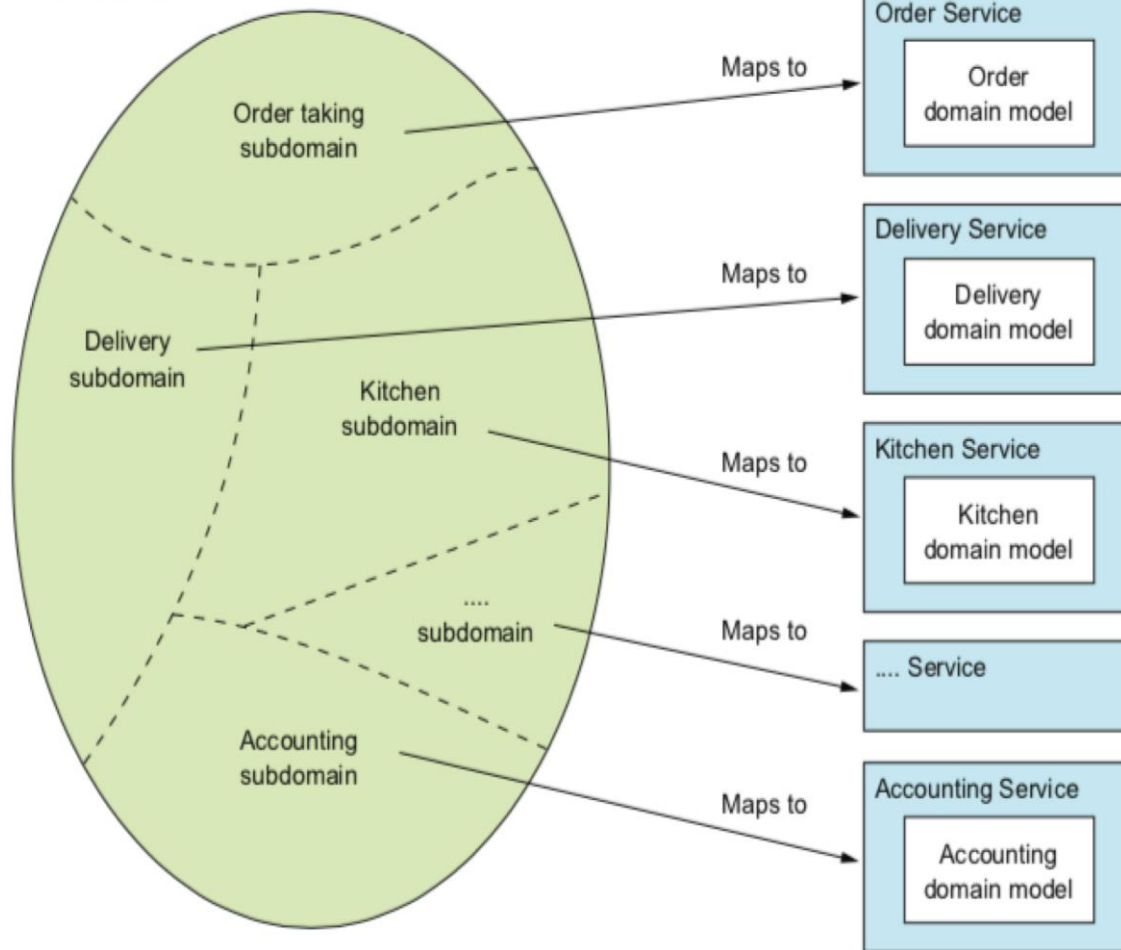 Order taking
subdomain
Delivery
subdomain
Kitchen
subdomain
....
subdomain
Accounting
subdomain
Maps to
Maps to
Maps to
Maps to
Maps to
Order Service
Order
domain model
Delivery Service
Delivery
domain model
Kitchen Service
Kitchen
domain model
.... Service
Accounting Service
Accounting
domain model